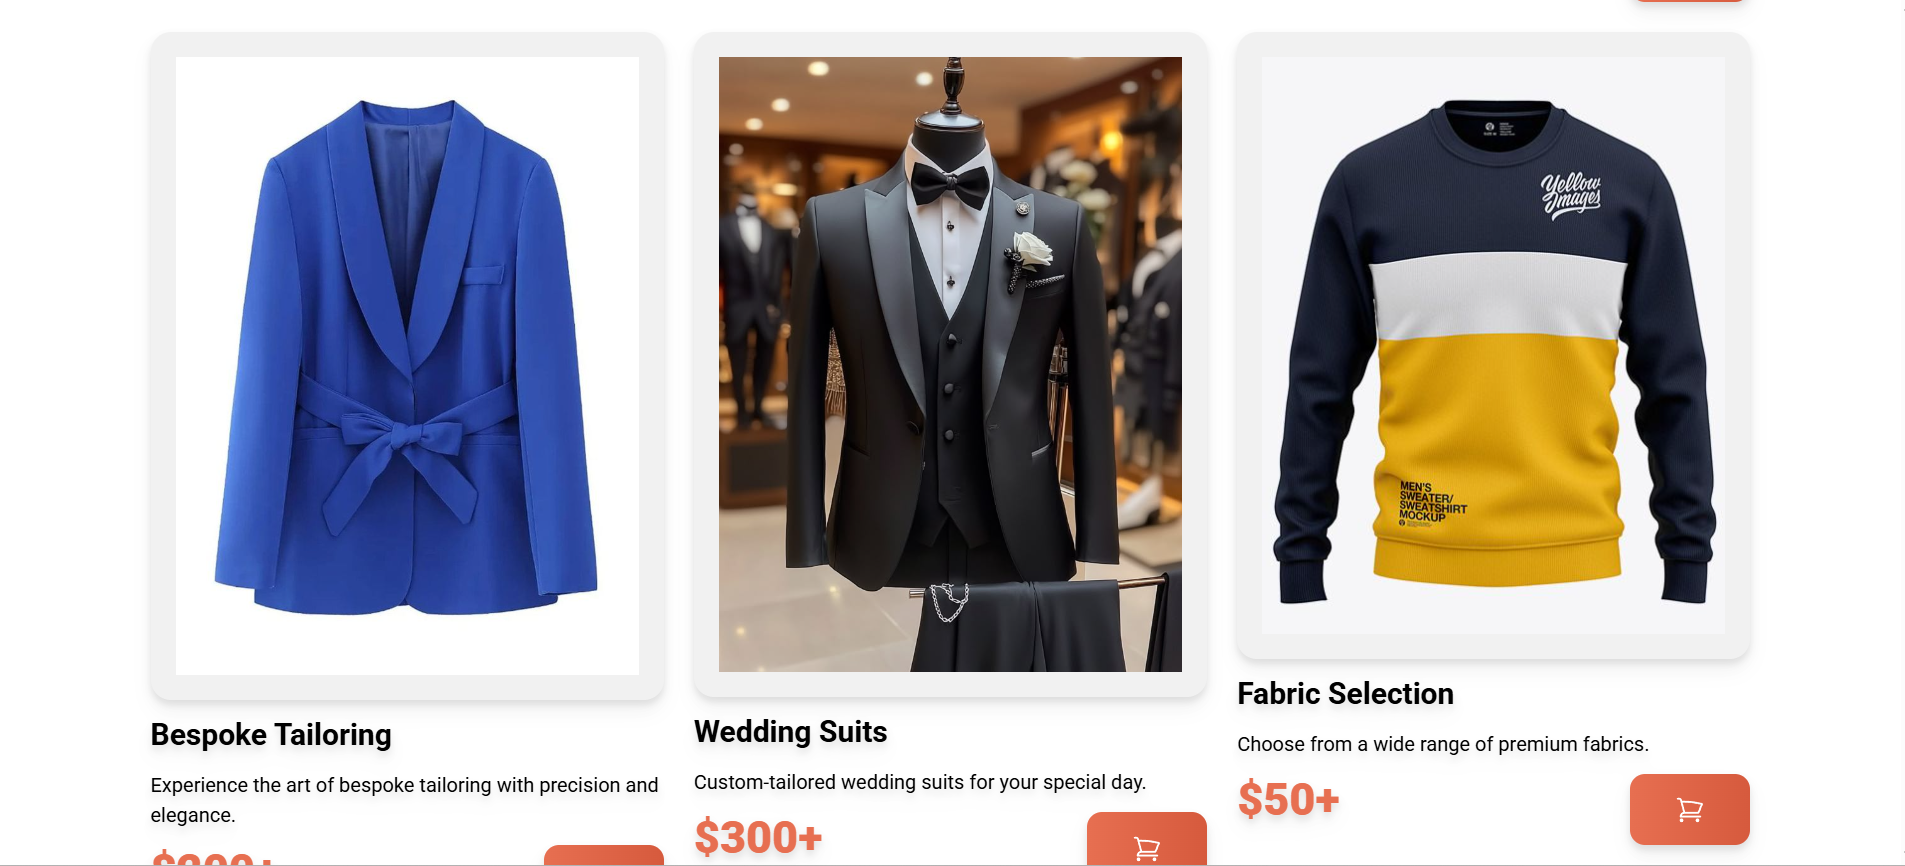 Yellow
Images
MEN'S
SWEATER/
SWEATSHIRT
MOCKUP
Bespoke Tailoring
Experience the art of bespoke tailoring with precision and
elegance.
Wedding Suits
Custom-tailored wedding suits for your special day.
$300+
Fabric Selection
Choose from a wide range of premium fabrics.
$50+